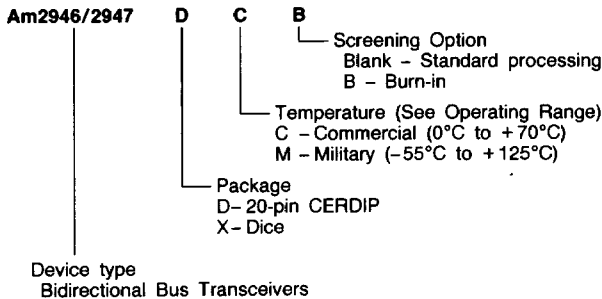 Am2946/2947 D C B
Screening Option
Blank – Standard processing
B – Burn-in
Temperature (See Operating Range)
C – Commercial (0°C to +70°C)
M – Military (–55°C to +125°C)
Package
D – 20-pin CERDIP
X – Dice
Device type
Bidirectional Bus Transceivers